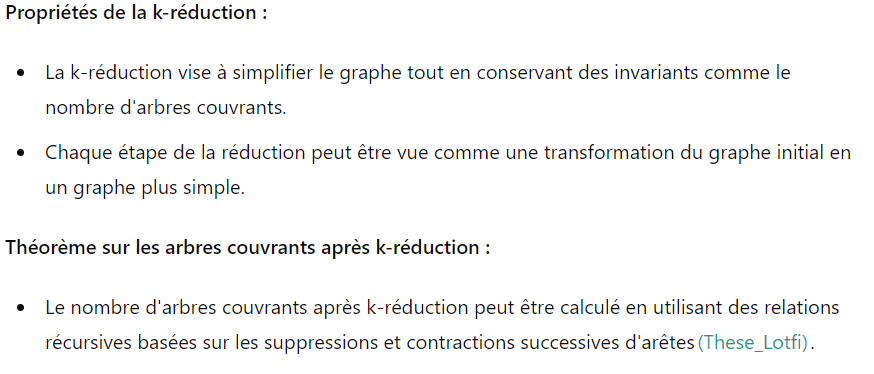 Propriétés de la k-réduction :
La k-réduction vise à simplifier le graphe tout en conservant des invariants comme le
nombre d'arbres couvrants.
Chaque étape de la réduction peut être vue comme une transformation du graphe initial en
un graphe plus simple.
Théorème sur les arbres couvrants après k-réduction :
Le nombre d'arbres couvrants après k-réduction peut être calculé en utilisant des relations
récursives basées sur les suppressions et contractions successives d'arêtes (These_Lotfi) .